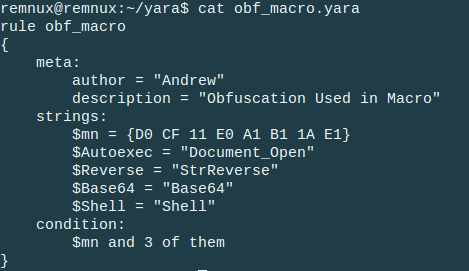 remnux@remnux:~/yara$ cat obf_macro.yara
rule obf_macro
{
    meta:
        author = "Andrew"
        description = "Obfuscation Used in Macro"
    strings:
        $mn = {D0 CF 11 E0 A1 B1 1A E1}
        $Autoexec = "Document_Open"
        $Reverse = "StrReverse"
        $Base64 = "Base64"
        $Shell = "Shell"
    condition:
        $mn and 3 of them
}